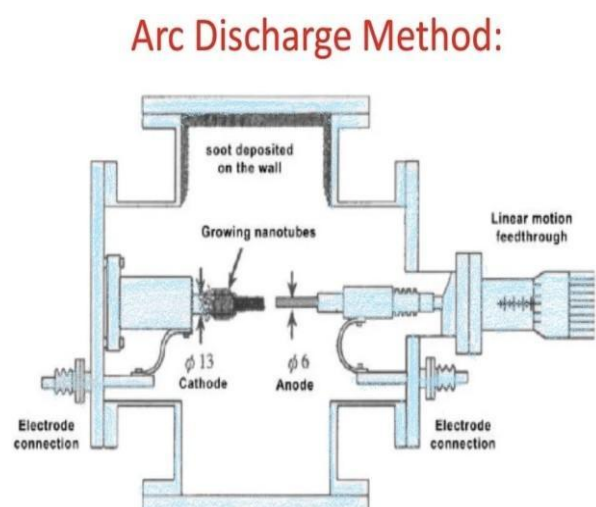 Arc Discharge Method:
soot deposited
on the wall
Growing nanotubes
Linear motion
feedthrough
ϕ 13
Cathode
ϕ 6
Anode
Electrode
connection
Electrode
connection